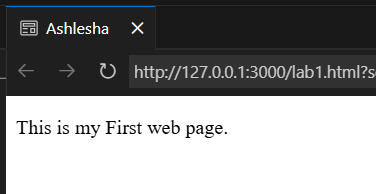 Ashlesha
http://127.0.0.1:3000/lab1.html?s
This is my First web page.